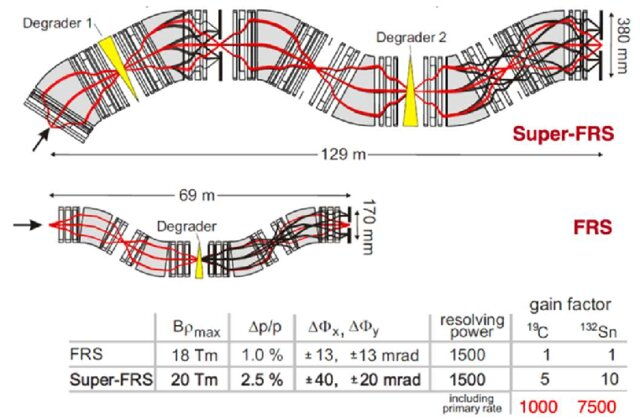 Degrader 1
Degrader 2
380 mm
Super-FRS
129 m
69 m
Degrader
170 mm
FRS
gain factor
Bρmax Δp/p ΔΦx, ΔΦy resolving power ¹⁹C ¹³²Sn
FRS 18 Tm 1.0 % ±13, ±13 mrad 1500 1 1
Super-FRS 20 Tm 2.5 % ±40, ±20 mrad 1500 5 10
including primary rate 1000 7500